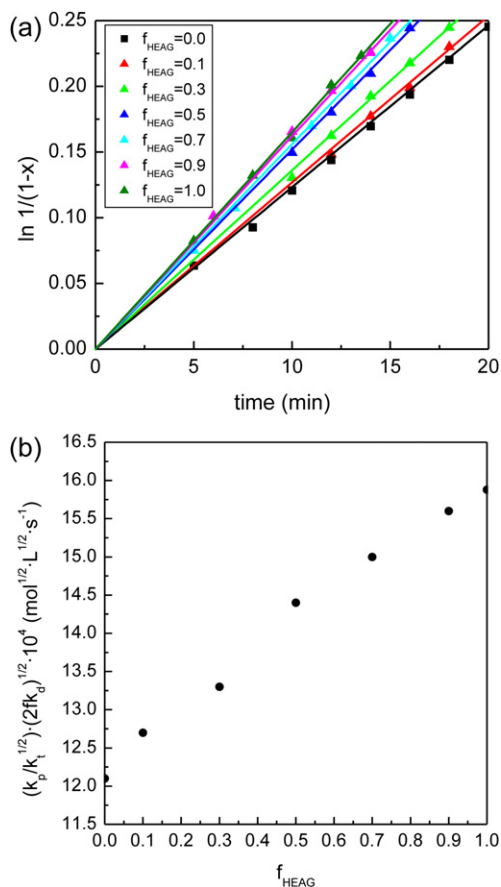 (a)
f_HEAG=0.0
f_HEAG=0.1
f_HEAG=0.3
f_HEAG=0.5
f_HEAG=0.7
f_HEAG=0.9
f_HEAG=1.0
ln 1/(1-x)
0.25
0.20
0.15
0.10
0.05
0.00
5 10 15 20
time (min)
(b)
(k_p/k_t^1/2)·(2fk_d)^1/2·10^4 (mol^1/2·L^1/2·s^-1)
16.5
16.0
15.5
15.0
14.5
14.0
13.5
13.0
12.5
12.0
11.5
0.0 0.1 0.2 0.3 0.4 0.5 0.6 0.7 0.8 0.9 1.0
f_HEAG